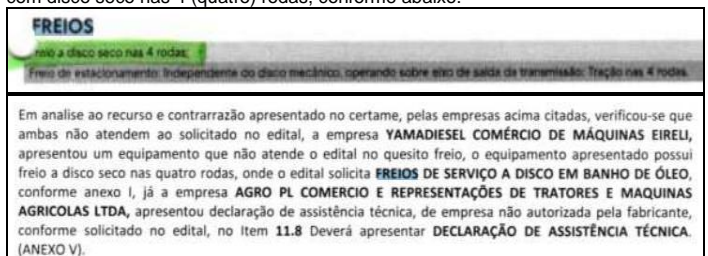 com disco seco nas 4 (quatro) rodas, conforme abaixo:
FREIOS
Freio a disco seco nas 4 rodas;
Freio de estacionamento: Independente do disco mecânico, operando sobre eixo de saída da transmissão: Tração nas 4 rodas.
Em analise ao recurso e contrarrazão apresentado no certame, pelas empresas acima citadas, verificou-se que
ambas não atendem ao solicitado no edital, a empresa YAMADIESEL COMÉRCIO DE MÁQUINAS EIRELI,
apresentou um equipamento que não atende o edital no quesito freio, o equipamento apresentado possui
freio a disco seco nas quatro rodas, onde o edital solicita FREIOS DE SERVIÇO A DISCO EM BANHO DE ÓLEO,
conforme anexo I, já a empresa AGRO PL COMERCIO E REPRESENTAÇÕES DE TRATORES E MAQUINAS
AGRICOLAS LTDA, apresentou declaração de assistência técnica, de empresa não autorizada pela fabricante,
conforme solicitado no edital, no Item 11.8 Deverá apresentar DECLARAÇÃO DE ASSISTÊNCIA TÉCNICA.
(ANEXO V).